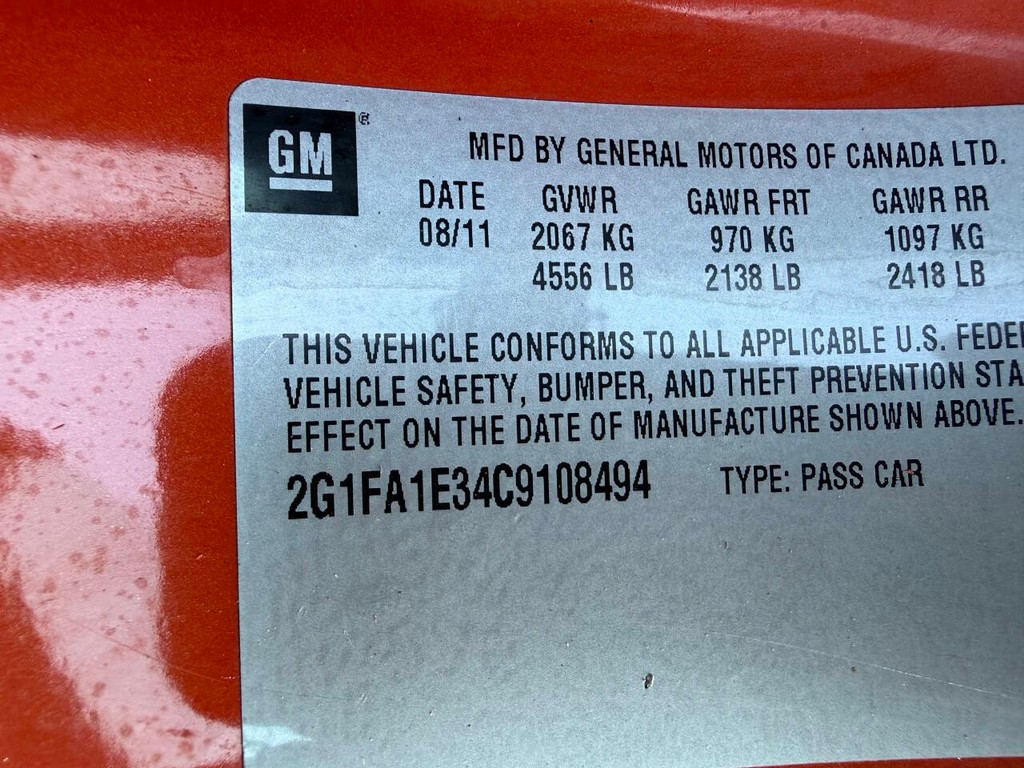 GM®
MFD BY GENERAL MOTORS OF CANADA LTD.
DATE GVWR GAWR FRT GAWR RR
08/11 2067 KG 970 KG 1097 KG
4556 LB 2138 LB 2418 LB
THIS VEHICLE CONFORMS TO ALL APPLICABLE U.S. FEDE
VEHICLE SAFETY, BUMPER, AND THEFT PREVENTION STA
EFFECT ON THE DATE OF MANUFACTURE SHOWN ABOVE.
2G1FA1E34C9108494 TYPE: PASS CAR